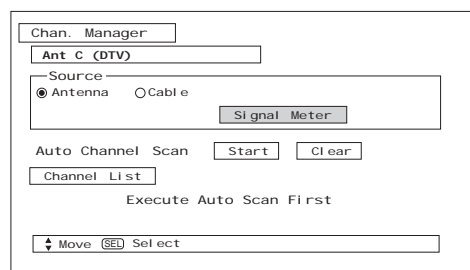 Chan. Manager
Ant C (DTV)
Source
Antenna Cable
Signal Meter
Auto Channel Scan Start Clear
Channel List
Execute Auto Scan First
Move SEL Select